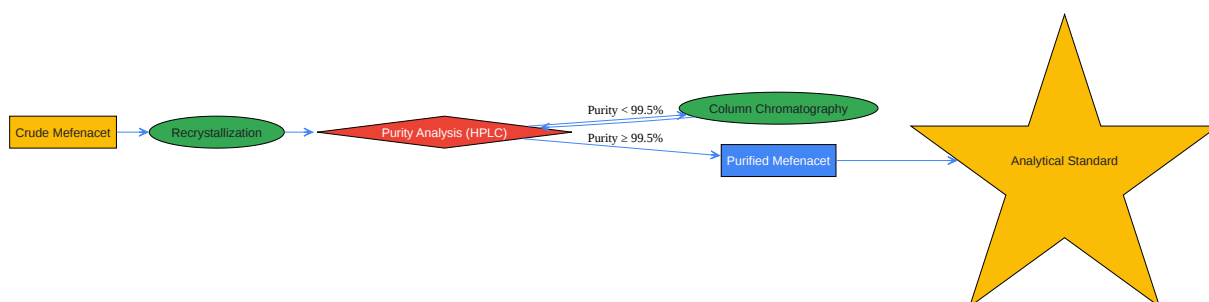 Crude Mefenacet
Recrystallization
Purity Analysis (HPLC)
Purity < 99.5%
Column Chromatography
Purity ≥ 99.5%
Purified Mefenacet
Analytical Standard